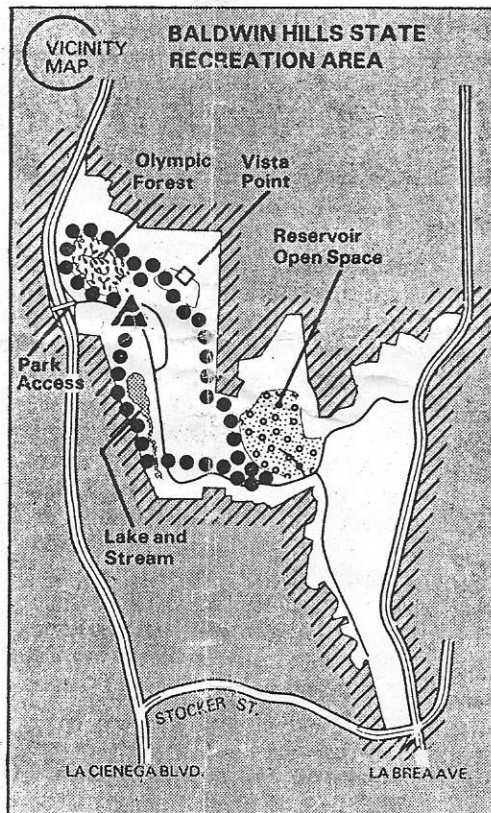 VICINITY
MAP
BALDWIN HILLS STATE
RECREATION AREA
Olympic
Forest
Vista
Point
Reservoir
Open Space
Park
Access
Lake and
Stream
STOCKER ST.
LA CIENEGA BLVD.
LA BREA AVE.